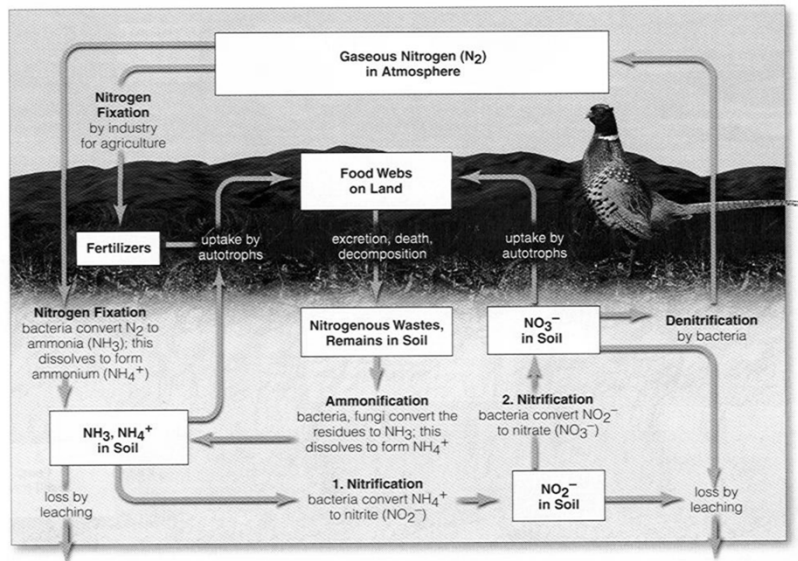 Gaseous Nitrogen (N₂)
in Atmosphere
Nitrogen
Fixation
by industry
for agriculture
Food Webs
on Land
Fertilizers
uptake by
autotrophs
excretion, death,
decomposition
uptake by
autotrophs
Nitrogen Fixation
bacteria convert N₂ to
ammonia (NH₃); this
dissolves to form
ammonium (NH₄⁺)
Nitrogenous Wastes,
Remains in Soil
NO₃⁻
in Soil
Denitrification
by bacteria
Ammonification
bacteria, fungi convert the
residues to NH₃; this
dissolves to form NH₄⁺
2. Nitrification
bacteria convert NO₂⁻
to nitrate (NO₃⁻)
NH₃, NH₄⁺
in Soil
1. Nitrification
bacteria convert NH₄⁺
to nitrite (NO₂⁻)
NO₂⁻
in Soil
loss by
leaching
loss by
leaching